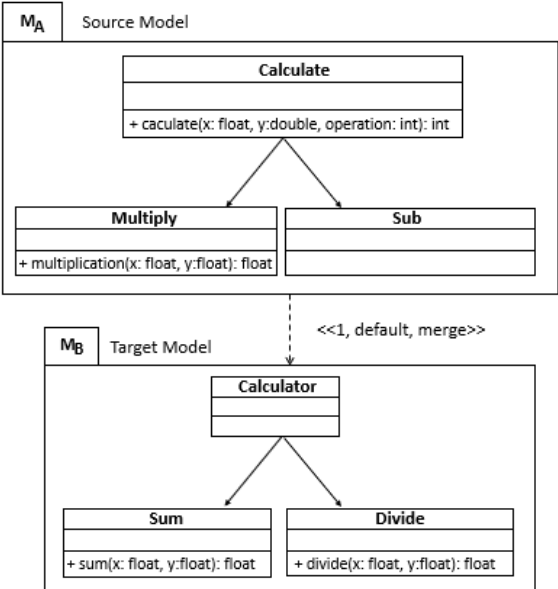 MA Source Model
Calculate
+ caculate(x: float, y:double, operation: int): int
Multiply
+ multiplication(x: float, y:float): float
Sub
<<1, default, merge>>
MB Target Model
Calculator
Sum
+ sum(x: float, y:float): float
Divide
+ divide(x: float, y:float): float